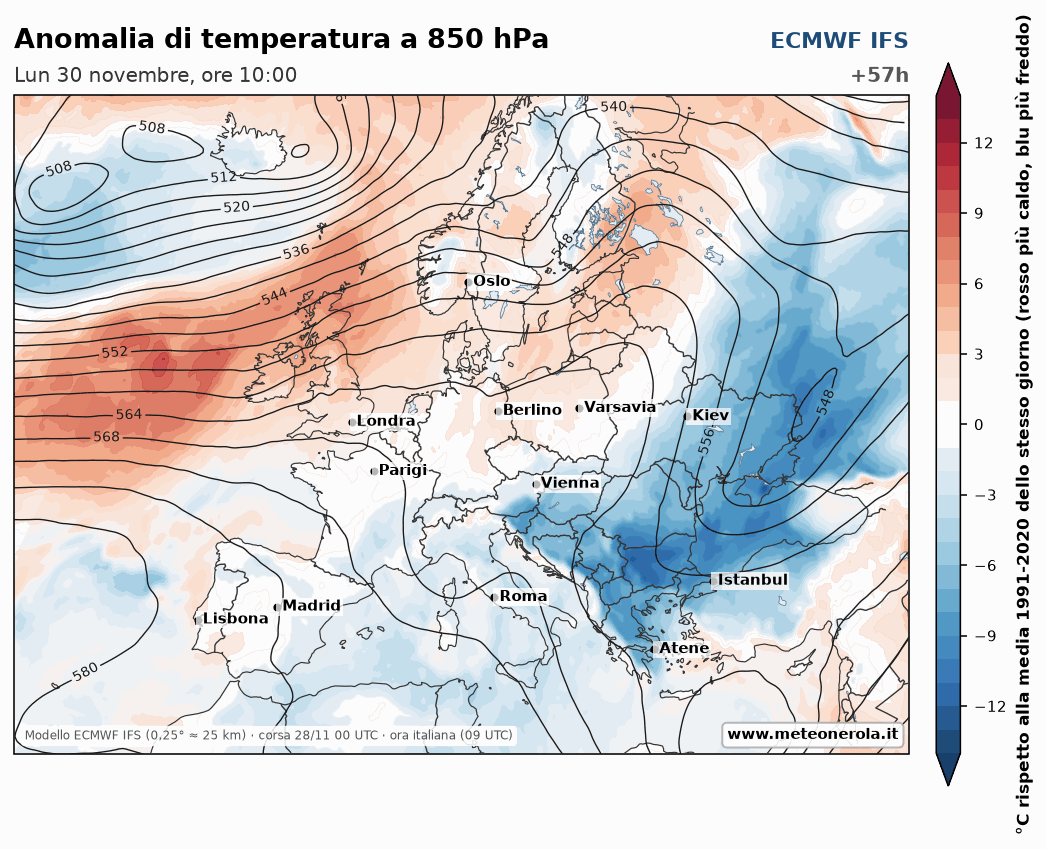 Anomalia di temperatura a 850 hPa
ECMWF IFS
Lun 30 novembre, ore 10:00
+57h
540
508
508
512
520
536
548
544
Oslo
552
548
564
Berlino
Varsavia
Kiev
Londra
568
556
Parigi
Vienna
Istanbul
Roma
Madrid
Lisbona
Atene
580
Modello ECMWF IFS (0,25° ≈ 25 km) · corsa 28/11 00 UTC · ora italiana (09 UTC)
www.meteonerola.it
12
9
6
3
0
−3
−6
−9
−12
°C rispetto alla media 1991-2020 dello stesso giorno (rosso più caldo, blu più freddo)